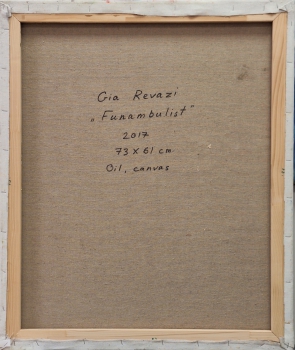 Gia Revazi
„Funambulist"
2017
73 x 61 cm
Oil, canvas